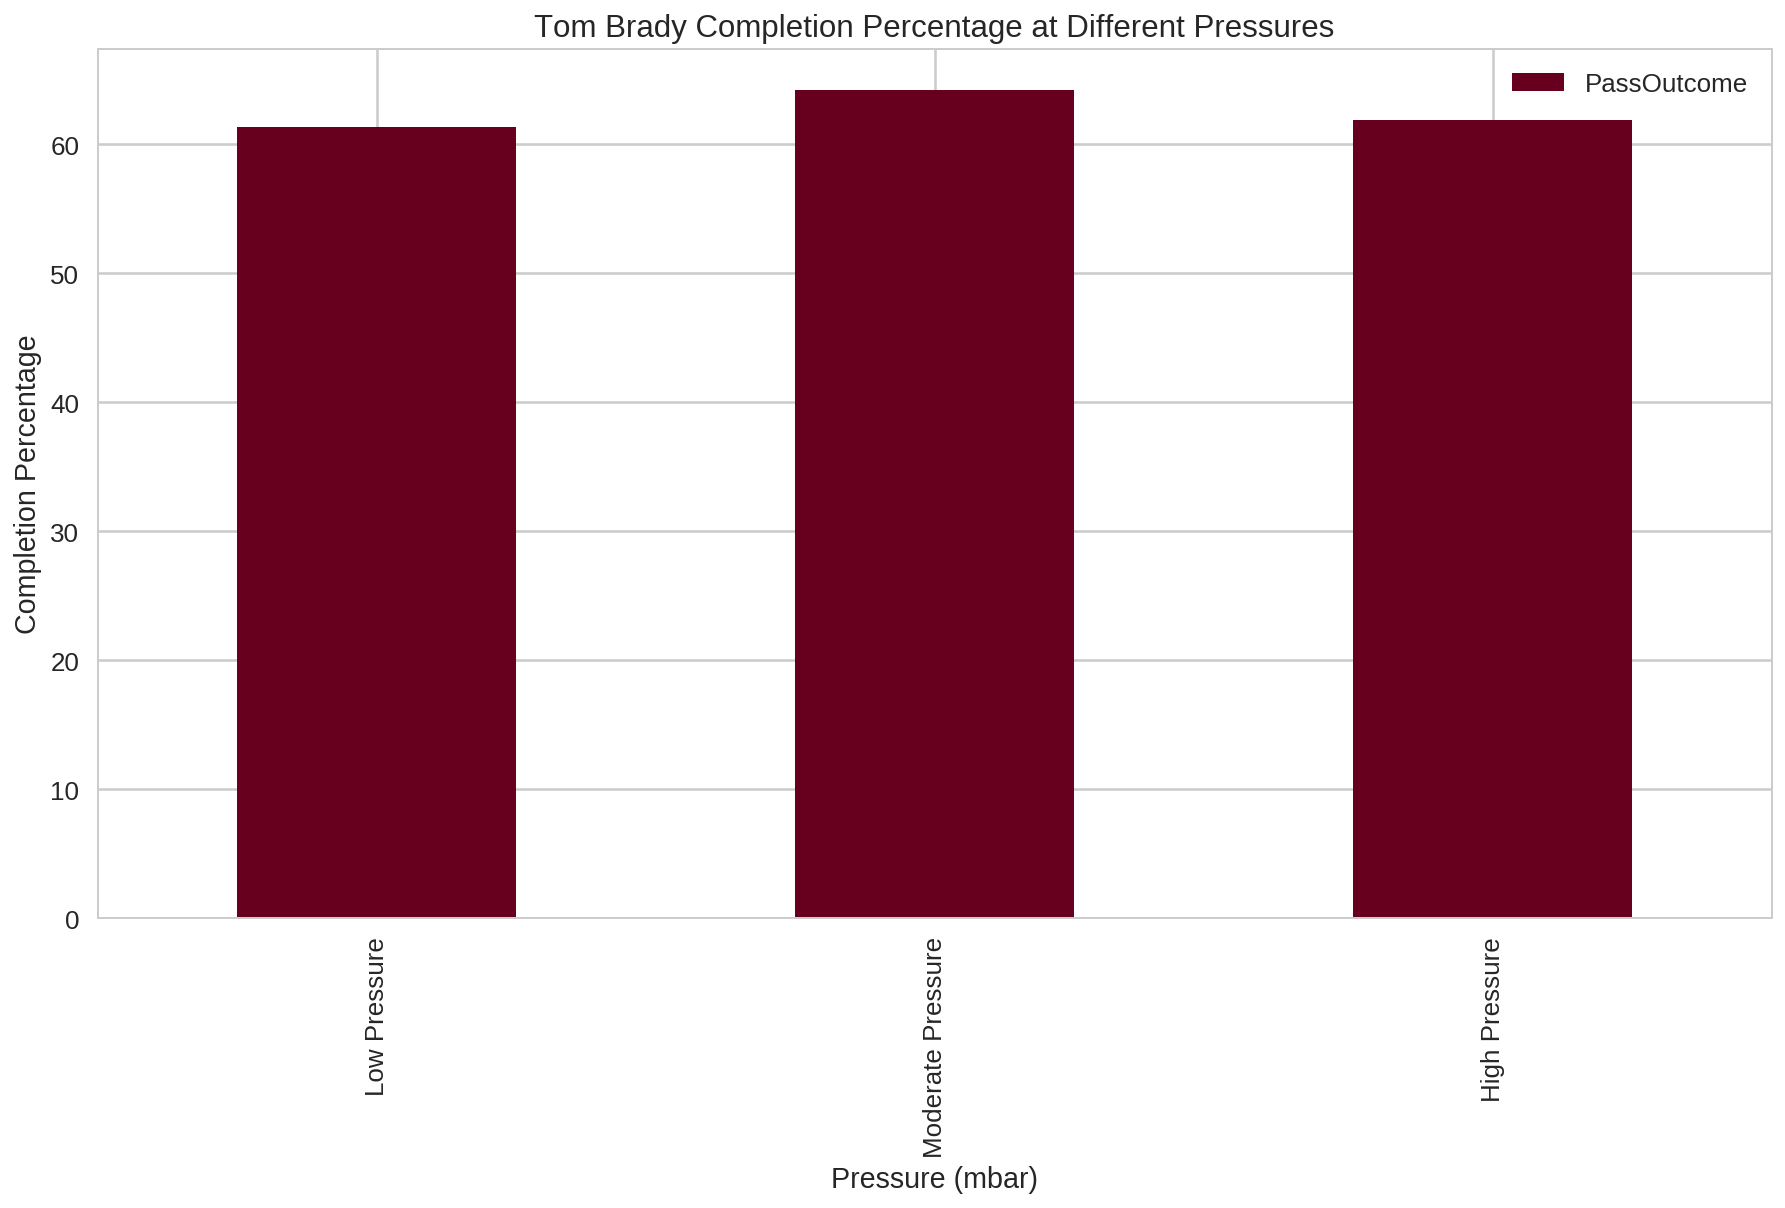 Tom Brady Completion Percentage at Different Pressures
PassOutcome
Completion Percentage
60
50
40
30
20
10
0
Low Pressure
Moderate Pressure
High Pressure
Pressure (mbar)